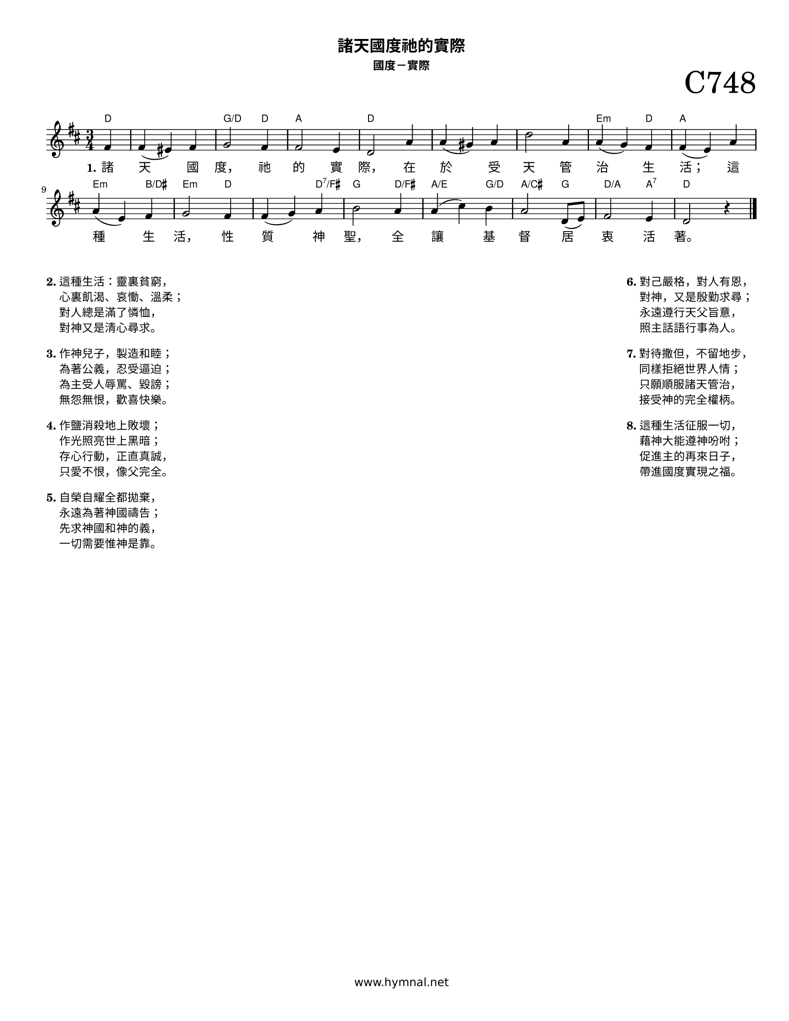 諸天國度祂的實際
國度－實際
C748
D G/D D A D Em D A
3
4
1. 諸 天 國 度， 祂 的 實 際， 在 於 受 天 管 治 生 活； 這
9
Em B/D♯ Em D D7/F♯ G D/F♯ A/E G/D A/C♯ G D/A A7 D
種 生 活， 性 質 神 聖， 全 讓 基 督 居 衷 活 著。
2. 這種生活：靈裏貧窮，
心裏飢渴、哀慟、溫柔；
對人總是滿了憐恤，
對神又是清心尋求。
3. 作神兒子，製造和睦；
為著公義，忍受逼迫；
為主受人辱罵、毀謗；
無怨無恨，歡喜快樂。
4. 作鹽消殺地上敗壞；
作光照亮世上黑暗；
存心行動，正直真誠，
只愛不恨，像父完全。
5. 自榮自耀全都拋棄，
永遠為著神國禱告；
先求神國和神的義，
一切需要惟神是靠。
6. 對己嚴格，對人有恩，
對神，又是殷勤求尋；
永遠遵行天父旨意，
照主話語行事為人。
7. 對待撒但，不留地步，
同樣拒絕世界人情；
只願順服諸天管治，
接受神的完全權柄。
8. 這種生活征服一切，
藉神大能遵神吩咐；
促進主的再來日子，
帶進國度實現之福。
www.hymnal.net